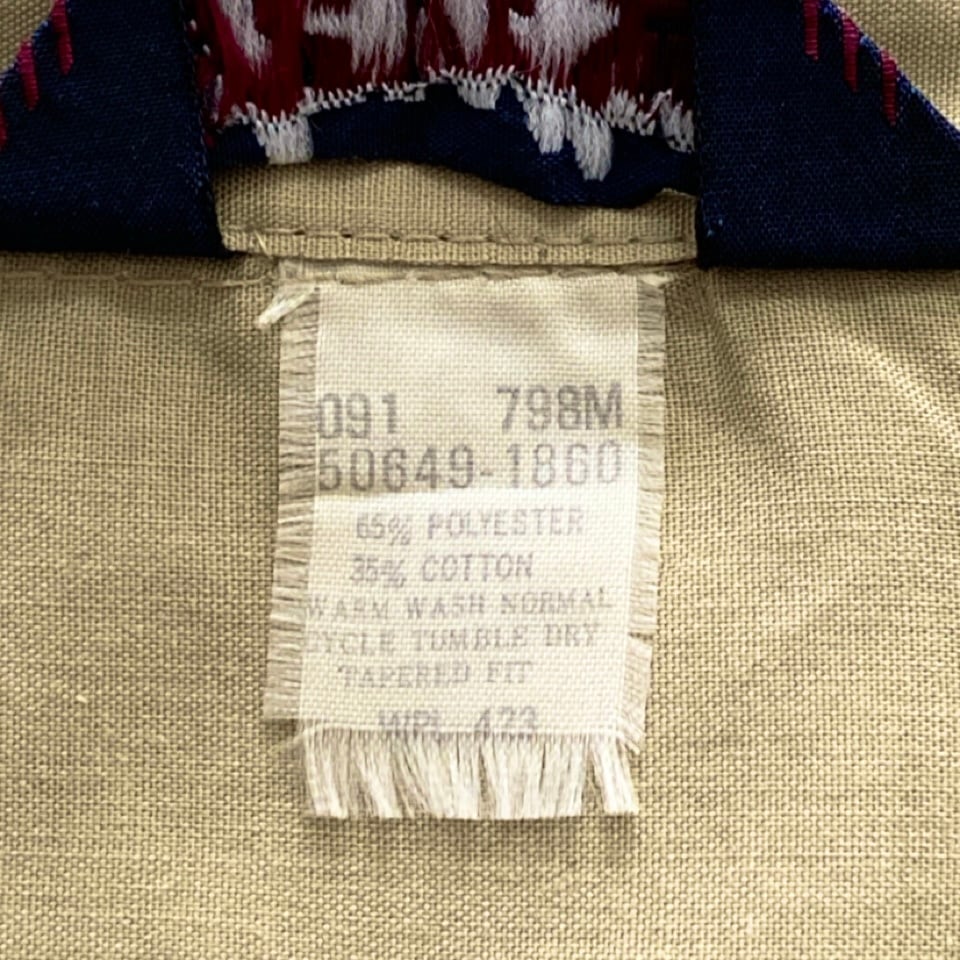 091 798M
50649-1860
65% POLYESTER
35% COTTON
WARM WASH NORMAL
CYCLE TUMBLE DRY
TAPERED FIT
WPL 423